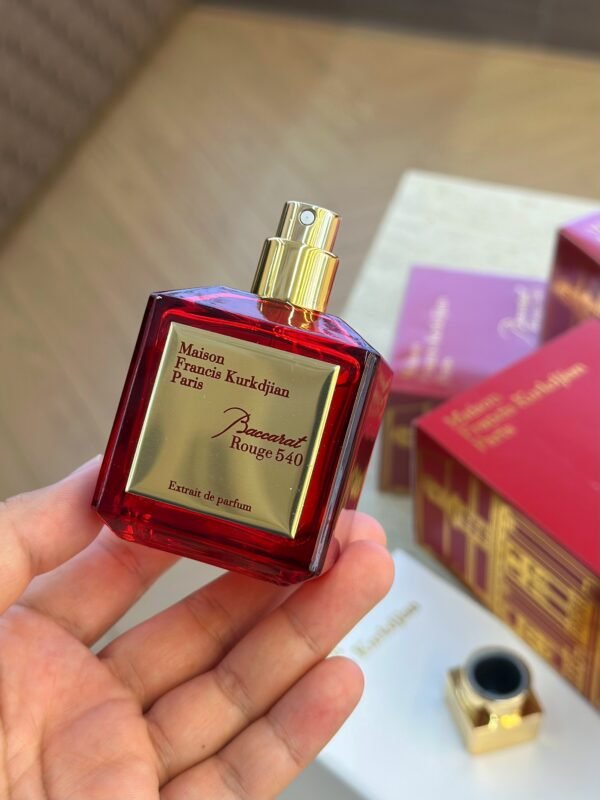 Maison
Francis Kurkdjian
Paris
Baccarat
Rouge 540
Extrait de parfum
Maison
Francis Kurkdjian
Paris
Kurkdjian